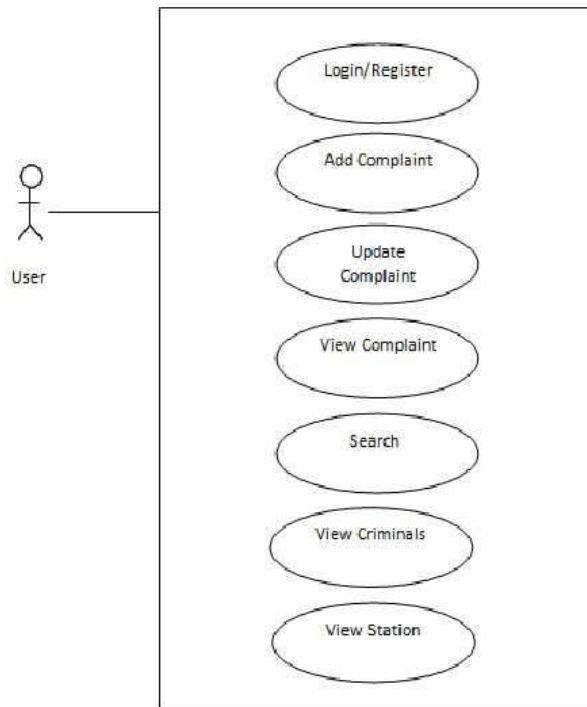 Login/Register
Add Complaint
Update
Complaint
User
View Complaint
Search
View Criminals
View Station